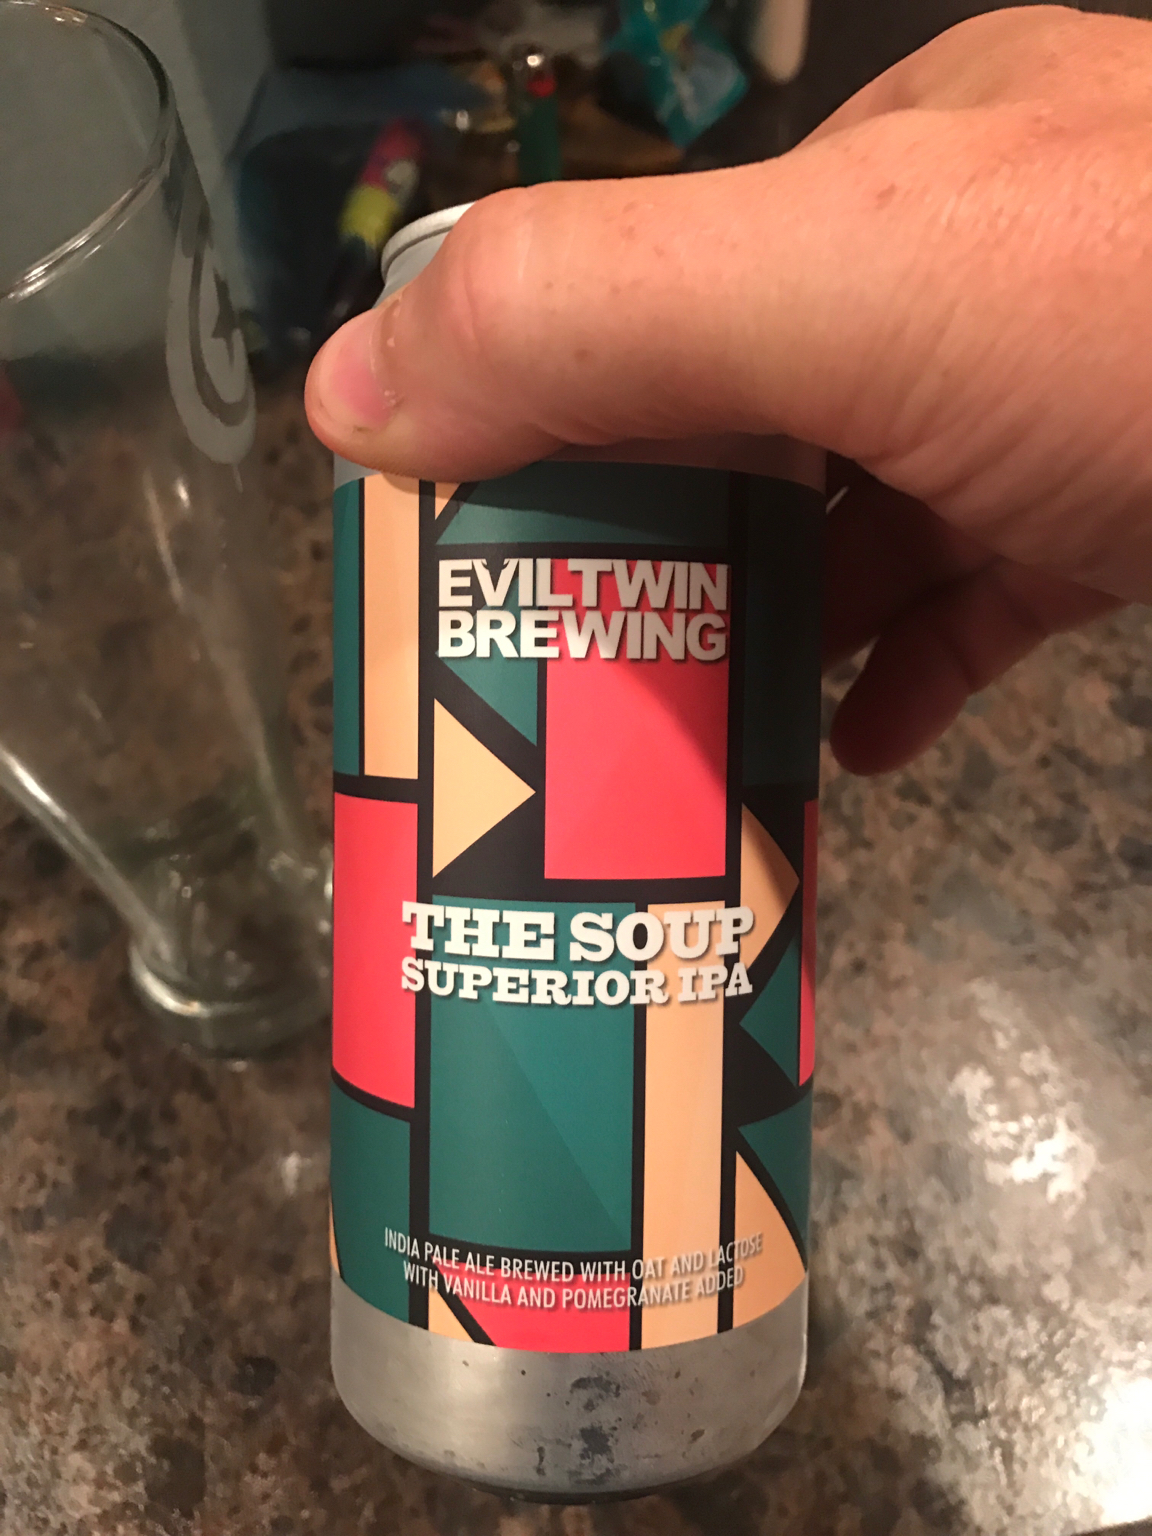 EVILTWIN
BREWING
THE SOUP
SUPERIOR IPA
INDIA PALE ALE BREWED WITH OAT AND LACTOSE
WITH VANILLA AND POMEGRANATE ADDED